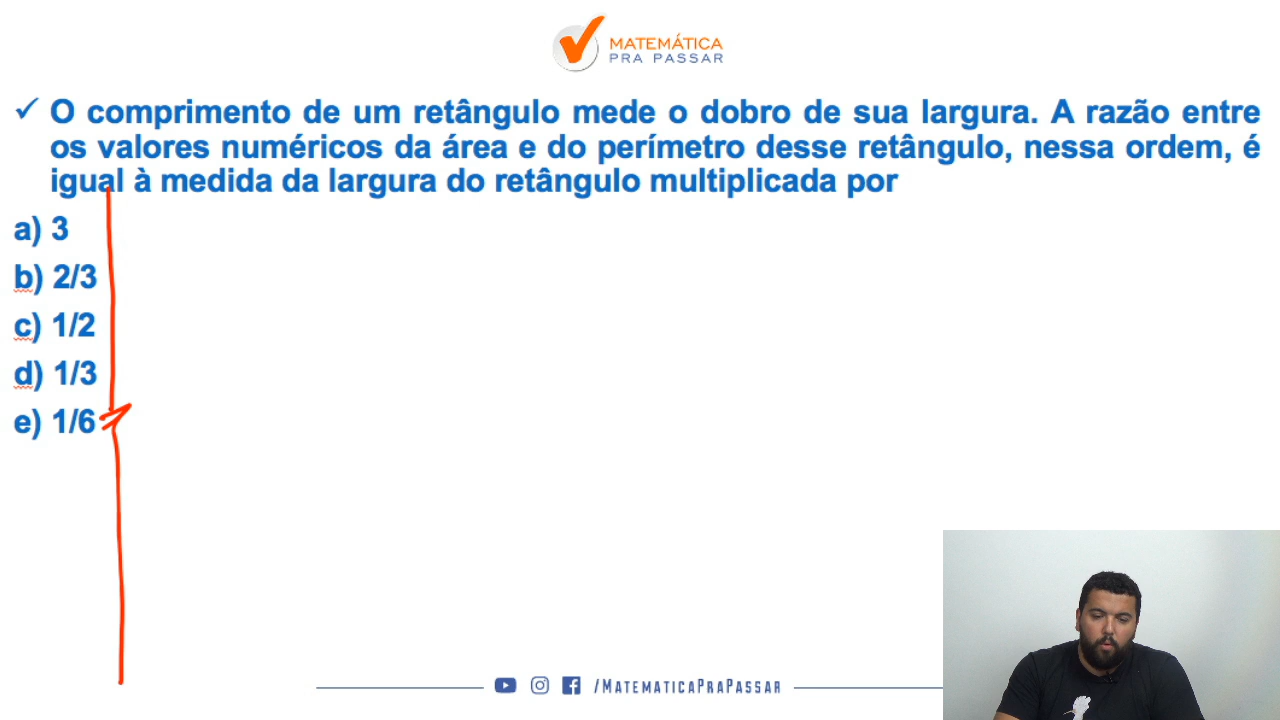 MATEMÁTICA
PRA PASSAR
✓ O comprimento de um retângulo mede o dobro de sua largura. A razão entre
os valores numéricos da área e do perímetro desse retângulo, nessa ordem, é
igual à medida da largura do retângulo multiplicada por
a) 3
b) 2/3
c) 1/2
d) 1/3
e) 1/6
/MATEMATICAPRAPASSAR